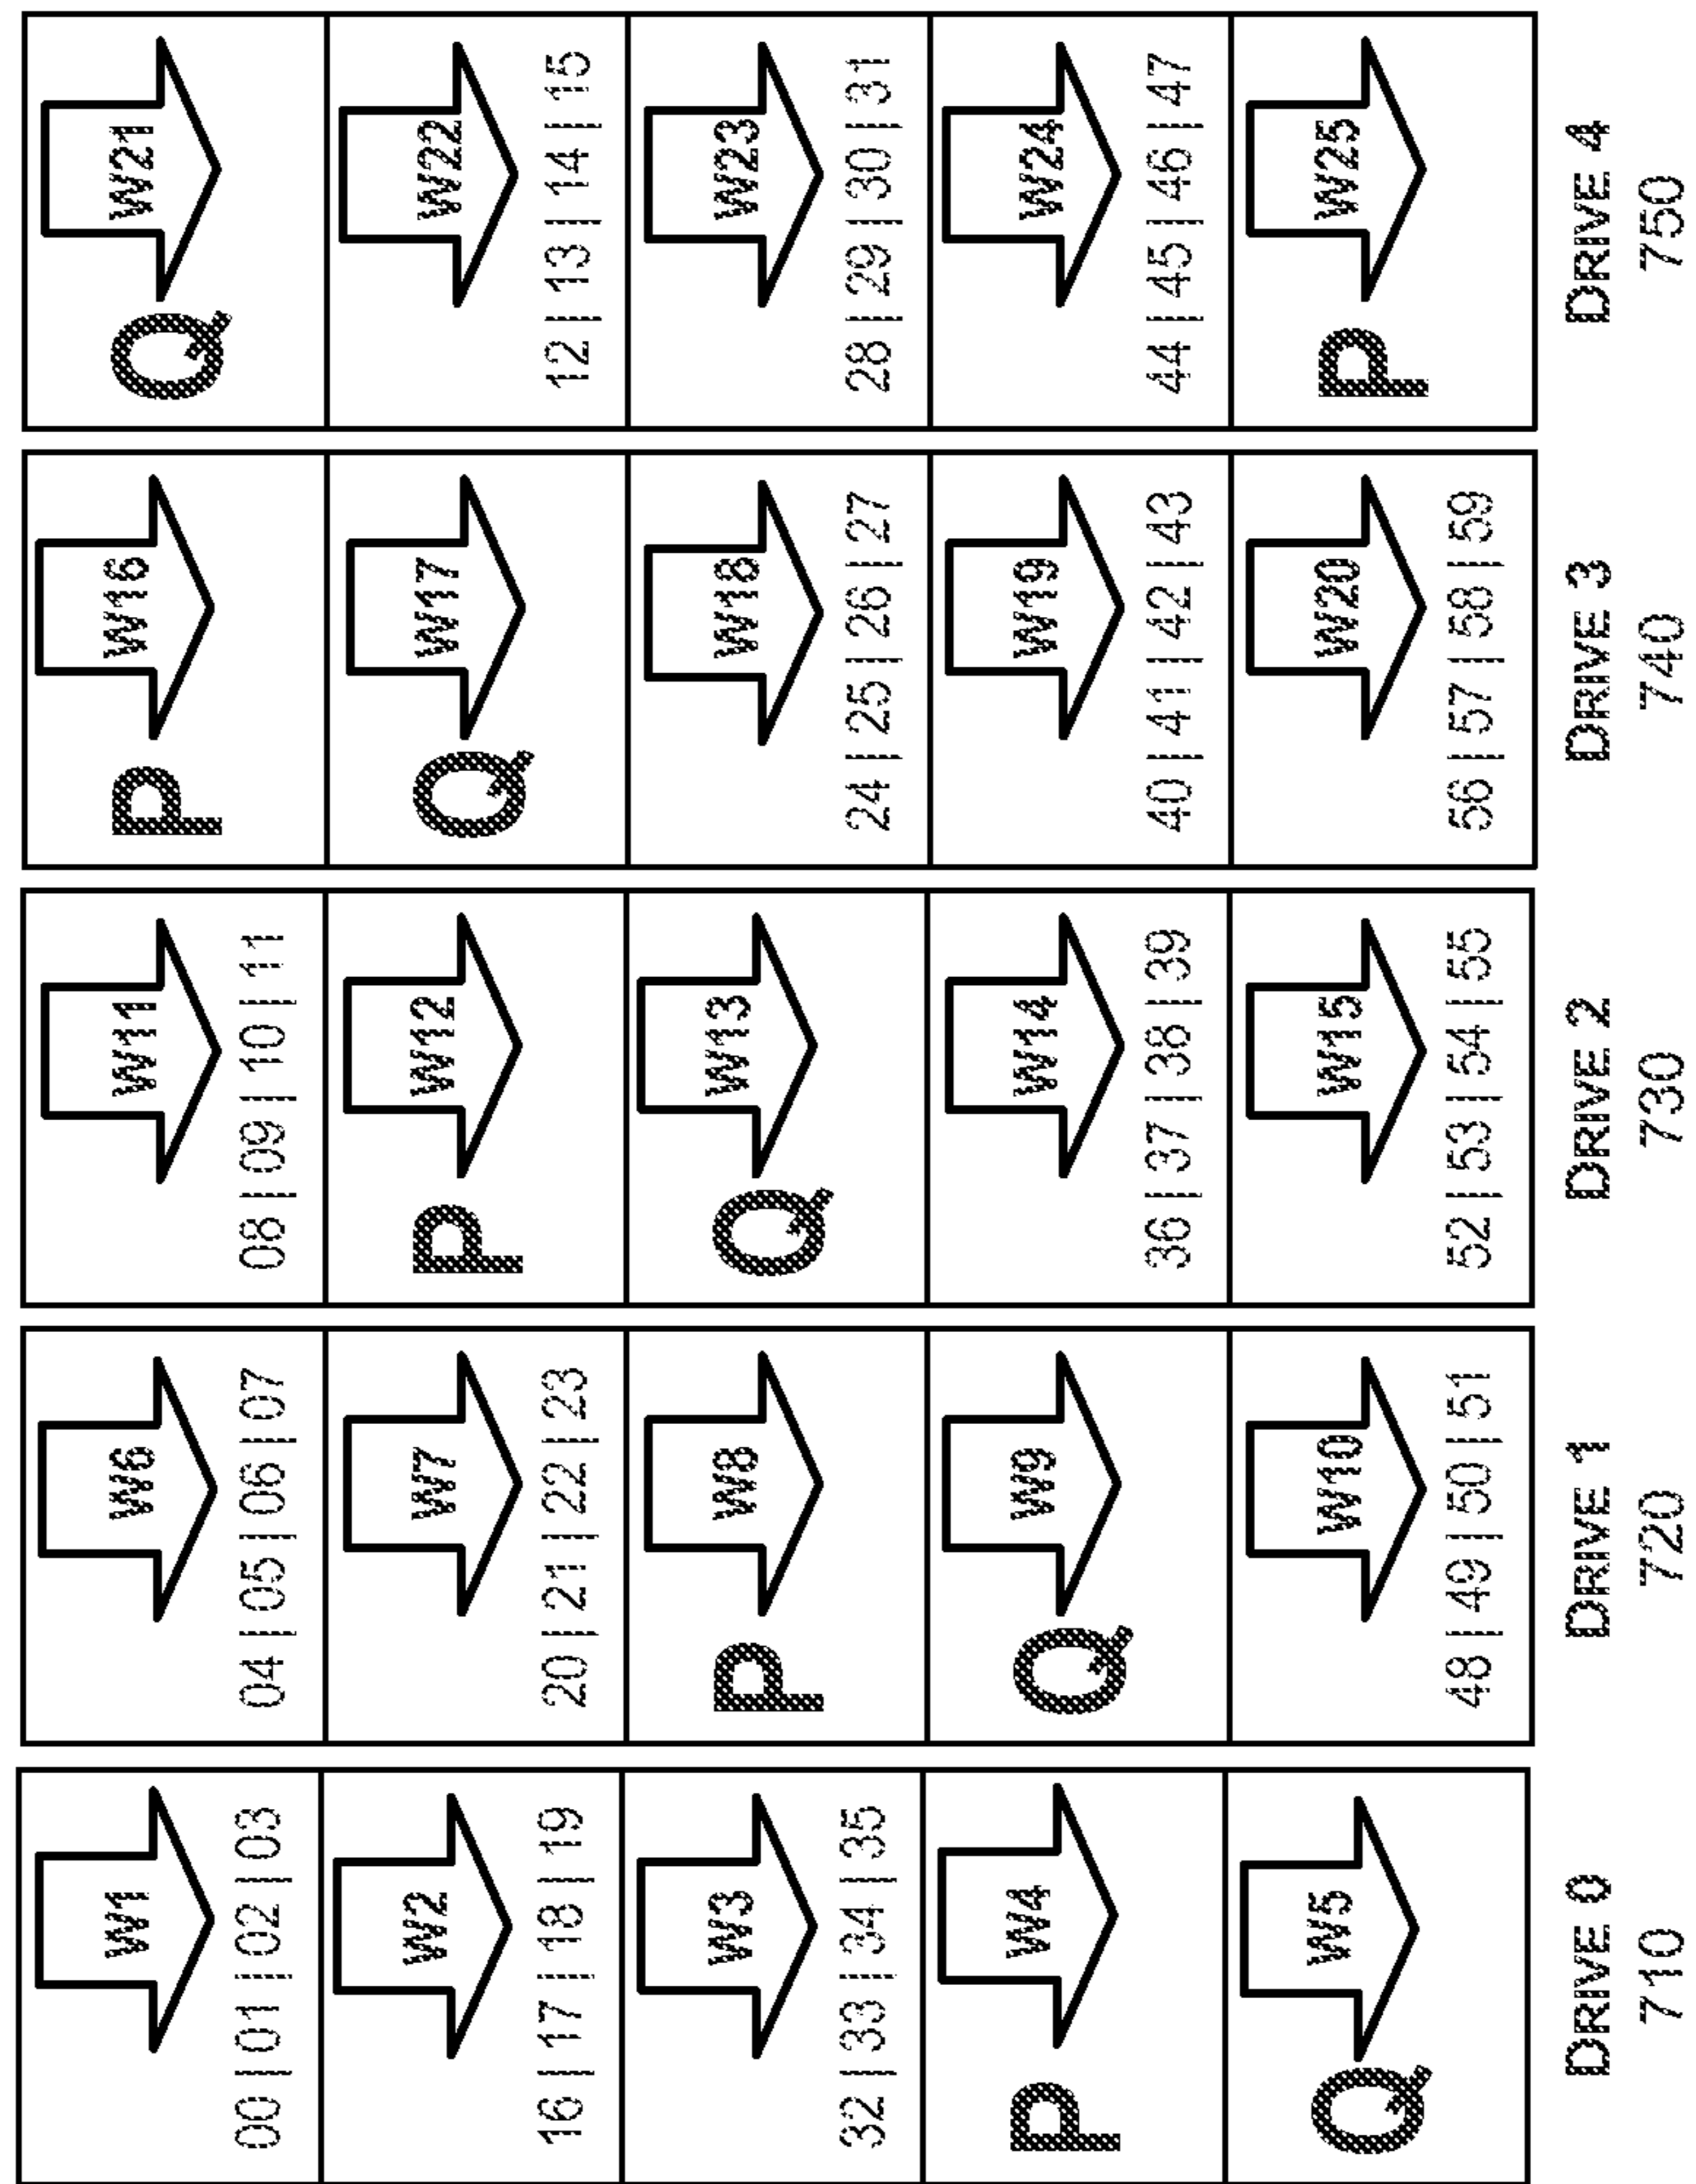 W1 W6 W11 P W16 Q W21
00 | 01 | 02 | 03 04 | 05 | 06 | 07 08 | 09 | 10 | 11
W2 W7 P W12 Q W17 W22
16 | 17 | 18 | 19 20 | 21 | 22 | 23 12 | 13 | 14 | 15
W3 P W8 Q W13 W18 W23
32 | 33 | 34 | 35 24 | 25 | 26 | 27 28 | 29 | 30 | 31
P W4 Q W9 W14 W19 W24
36 | 37 | 38 | 39 40 | 41 | 42 | 43 44 | 45 | 46 | 47
Q W5 W10 W15 W20 P W25
48 | 49 | 50 | 51 52 | 53 | 54 | 55 56 | 57 | 58 | 59
DRIVE 0 DRIVE 1 DRIVE 2 DRIVE 3 DRIVE 4
710 720 730 740 750